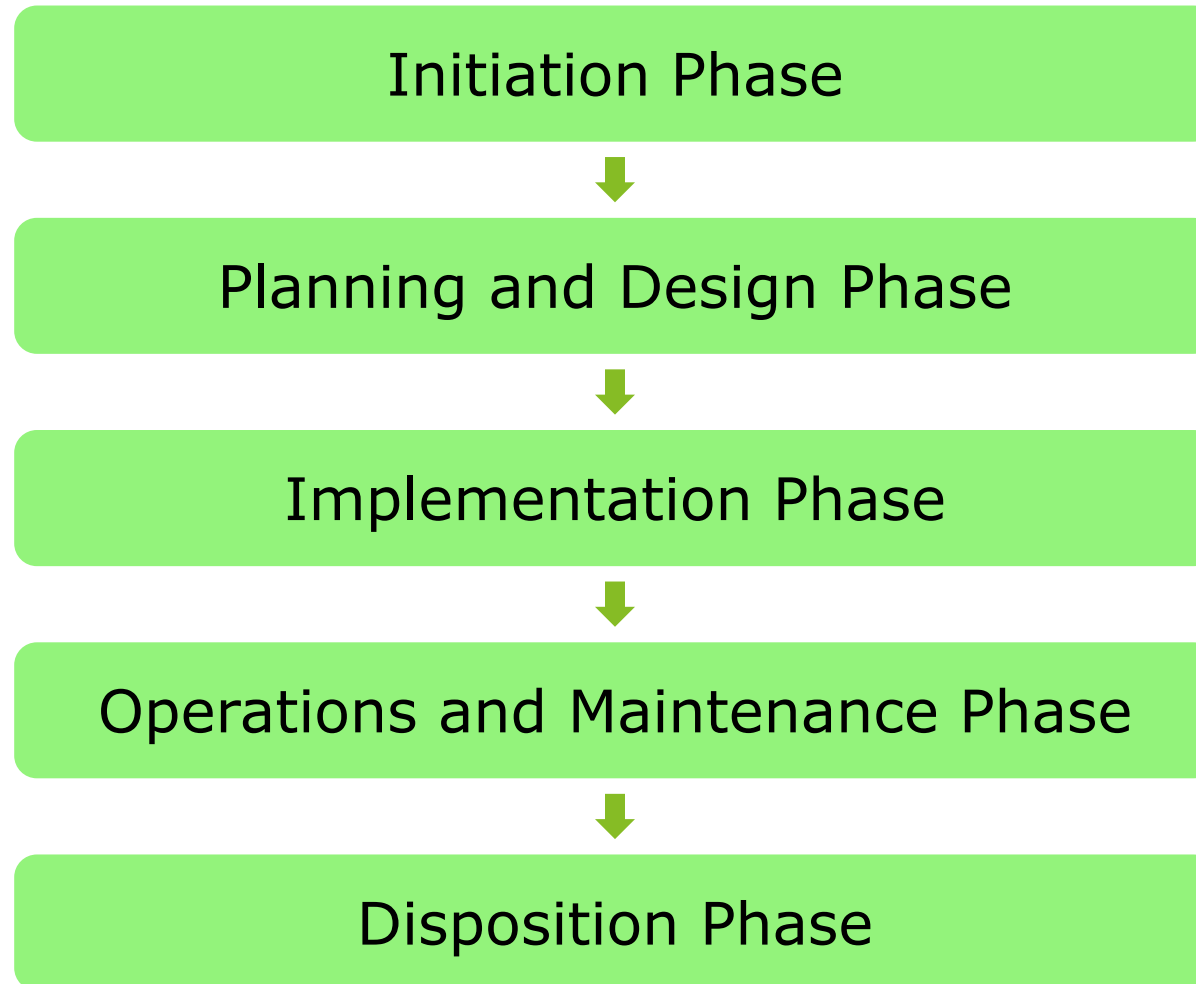 Initiation Phase
Planning and Design Phase
Implementation Phase
Operations and Maintenance Phase
Disposition Phase